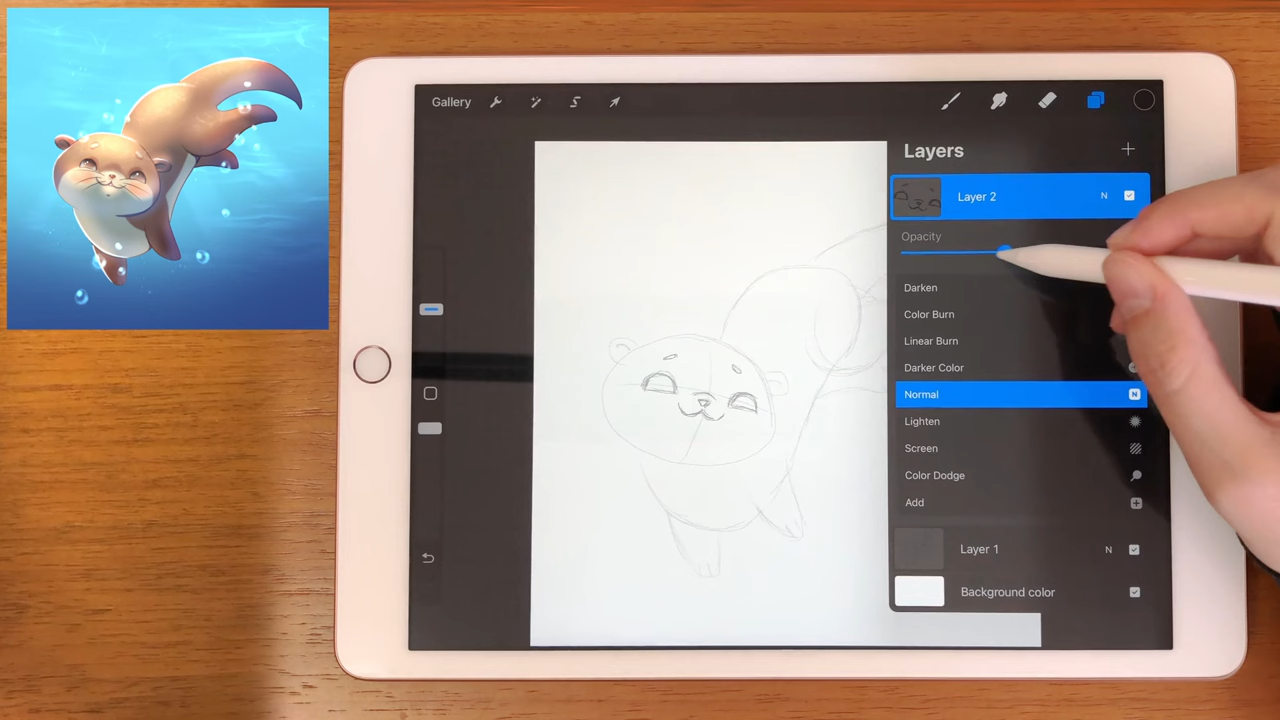 Gallery
Layers
Layer 2 N
Opacity
Darken
Color Burn
Linear Burn
Darker Color
Normal N
Lighten
Screen
Color Dodge
Add
Layer 1 N
Background color